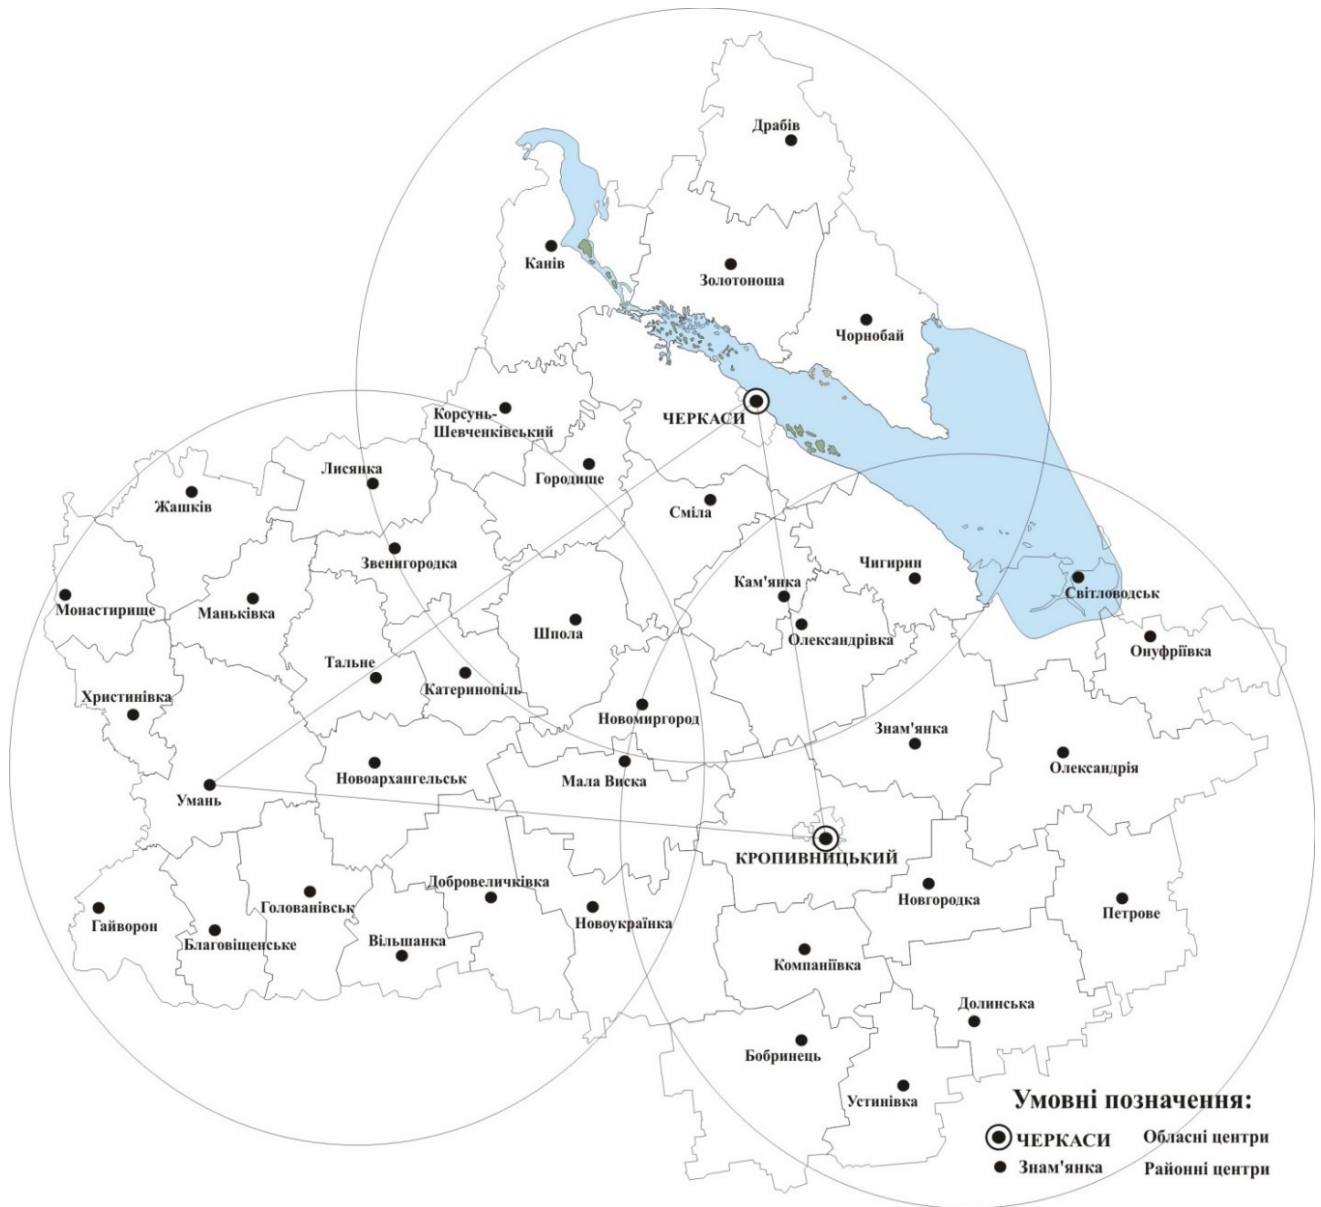 Драбів
Канів
Золотоноша
Чорнобай
Корсунь-
Шевченківський
ЧЕРКАСИ
Лисянка
Городище
Жашків
Сміла
Звенигородка
Чигирин
Кам'янка
Світловодськ
Монастирище
Маньківка
Шпола
Олександрівка
Онуфріївка
Тальне
Катеринопіль
Христинівка
Новомиргород
Знам'янка
Олександрія
Новоархангельськ
Мала Виска
Умань
КРОПИВНИЦЬКИЙ
Добровеличківка
Новгородка
Голованівськ
Петрове
Гайворон
Новоукраїнка
Благовіщенське
Вільшанка
Компаніївка
Долинська
Бобринець
Устинівка
Умовні позначення:
ЧЕРКАСИ Обласні центри
Знам'янка Районні центри